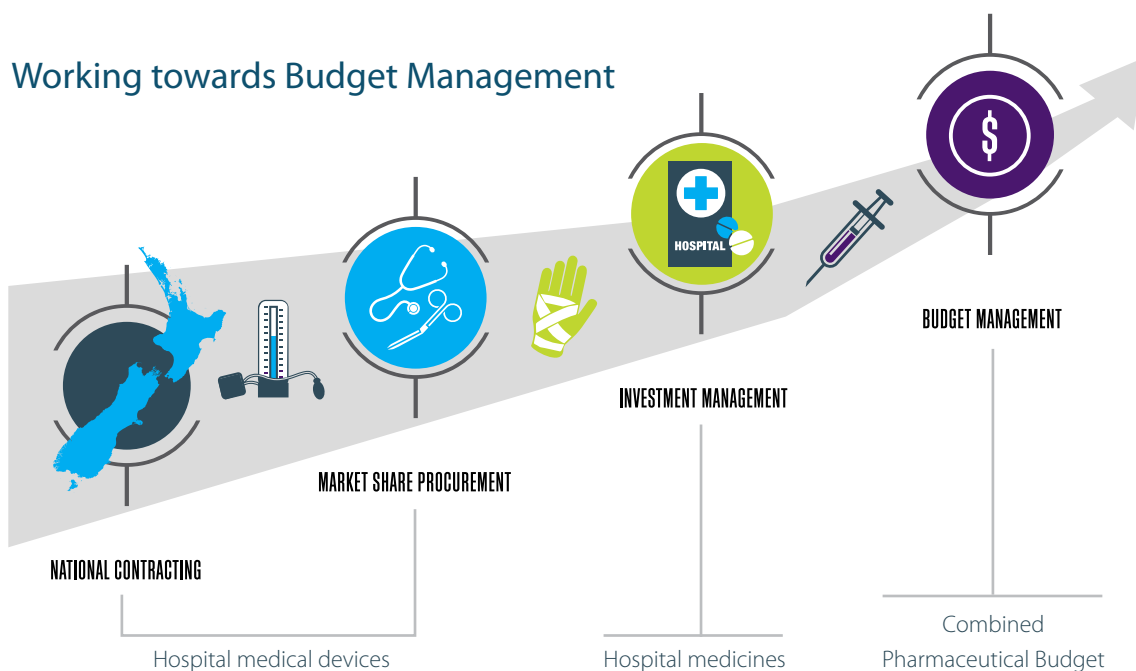 Working towards Budget Management
$
HOSPITAL
BUDGET MANAGEMENT
INVESTMENT MANAGEMENT
MARKET SHARE PROCUREMENT
NATIONAL CONTRACTING
Hospital medical devices
Hospital medicines
Combined
Pharmaceutical Budget